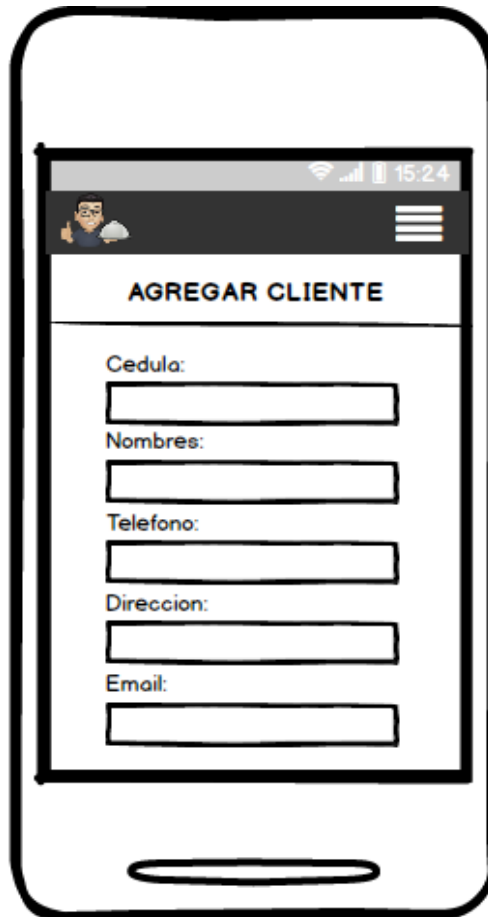 15:24
AGREGAR CLIENTE
Cedula:
Nombres:
Telefono:
Direccion:
Email: